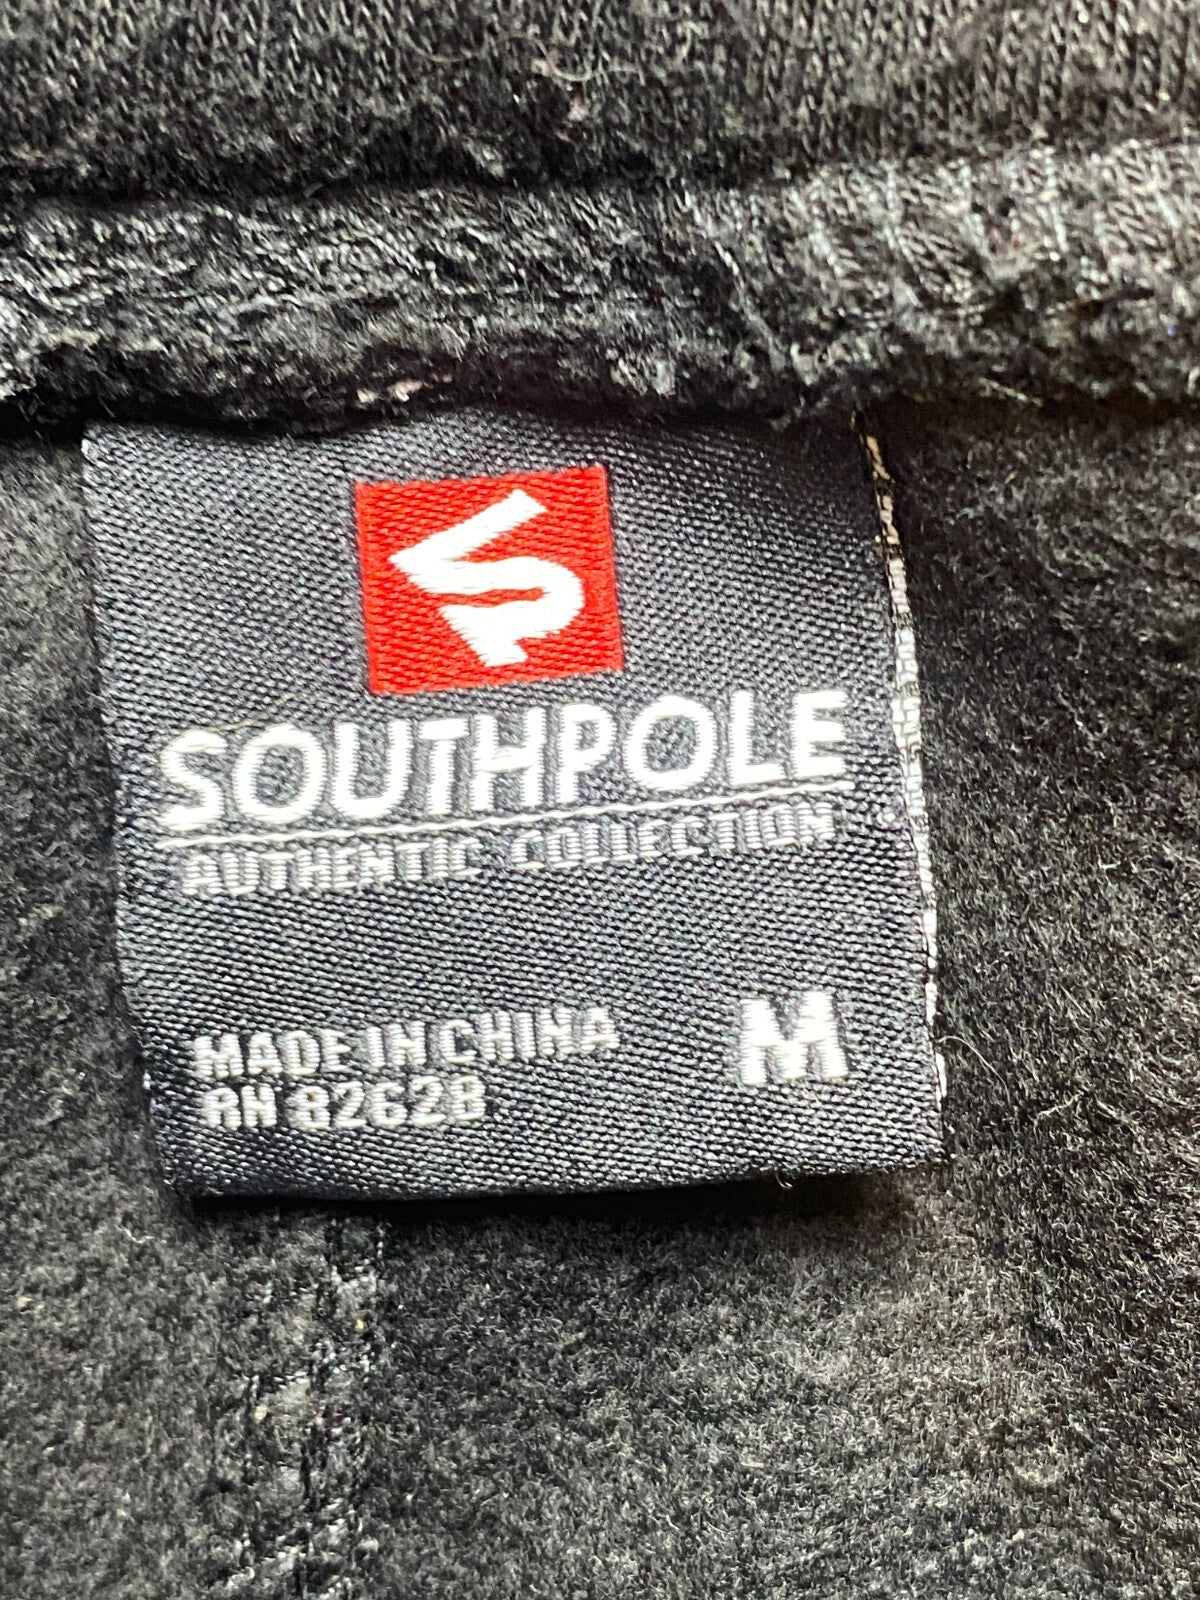 SOUTHPOLE
AUTHENTIC COLLECTION
MADE IN CHINA
RN 82628
M